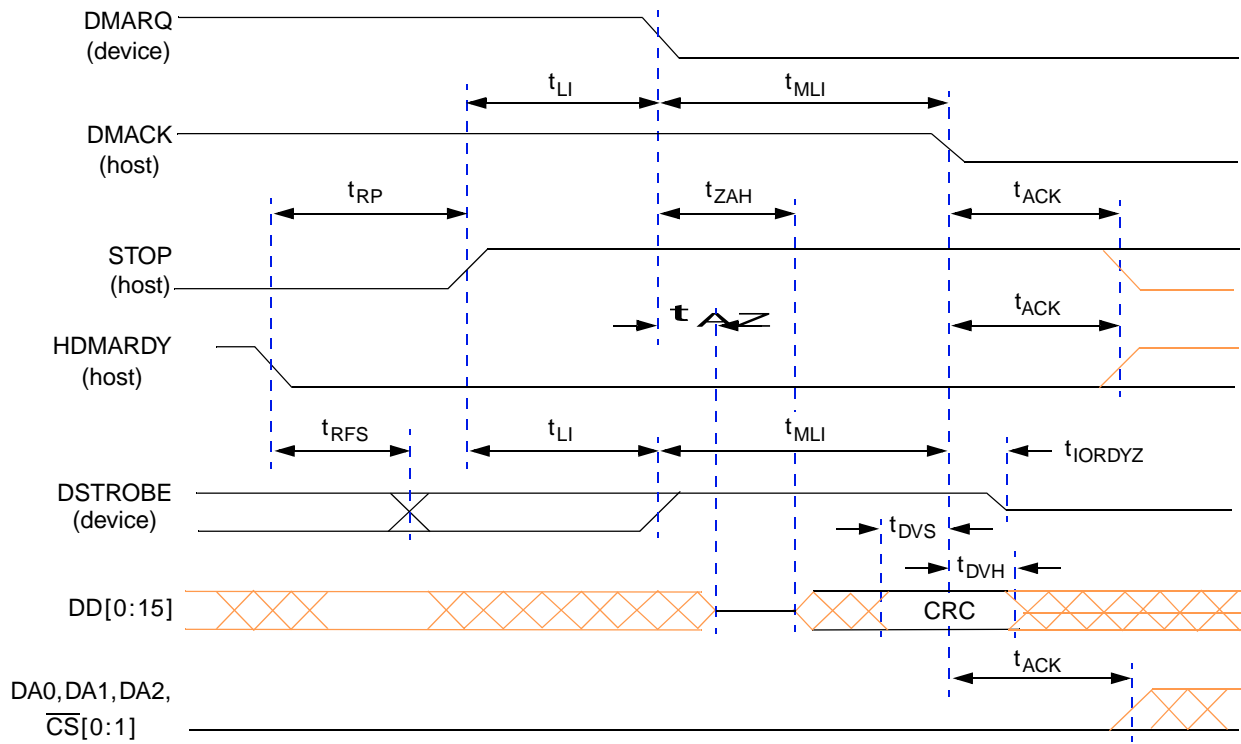 DMARQ
(device)
tLI
tMLI
DMACK
(host)
tRP
tZAH
tACK
STOP
(host)
tAZ
tACK
HDMARDY
(host)
tRFS
tLI
tMLI
tIORDYZ
DSTROBE
(device)
tDVS
tDVH
DD[0:15]
CRC
tACK
DA0,DA1,DA2,
CS[0:1]